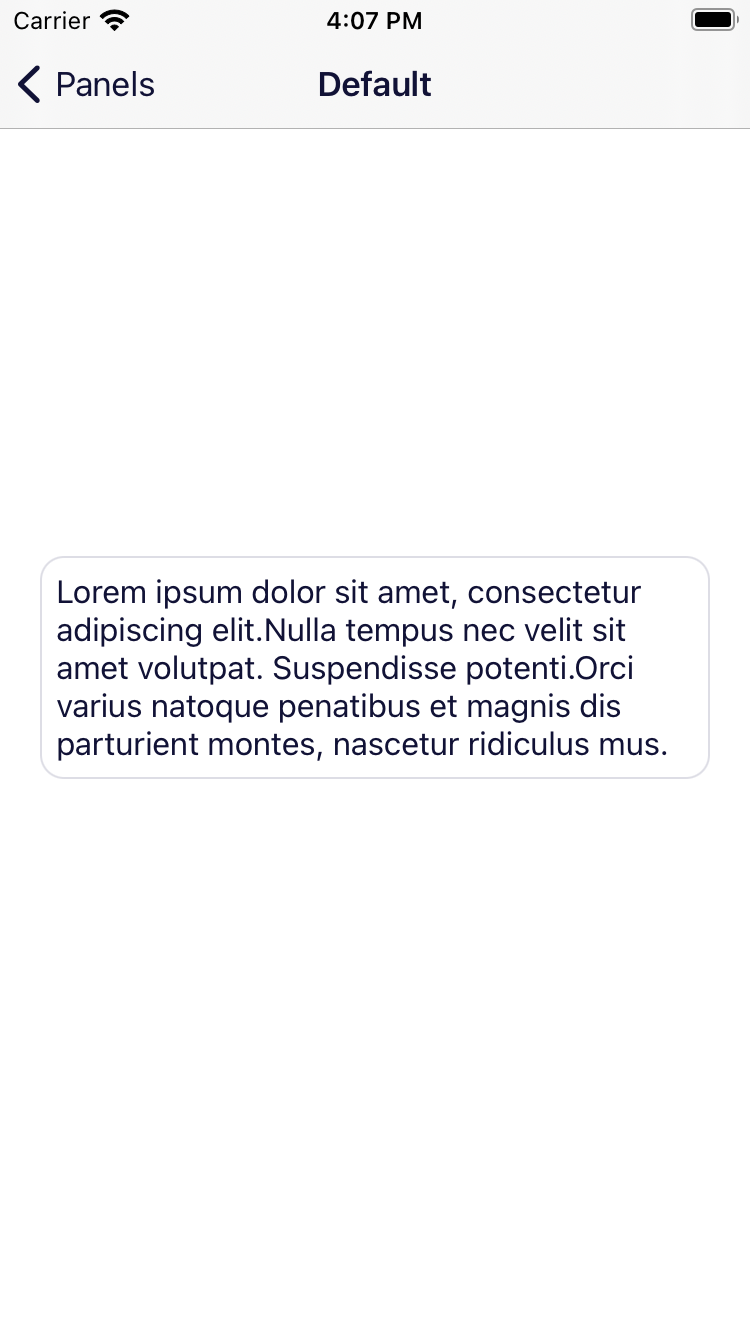 Carrier 4:07 PM
Panels Default
Lorem ipsum dolor sit amet, consectetur
adipiscing elit.Nulla tempus nec velit sit
amet volutpat. Suspendisse potenti.Orci
varius natoque penatibus et magnis dis
parturient montes, nascetur ridiculus mus.